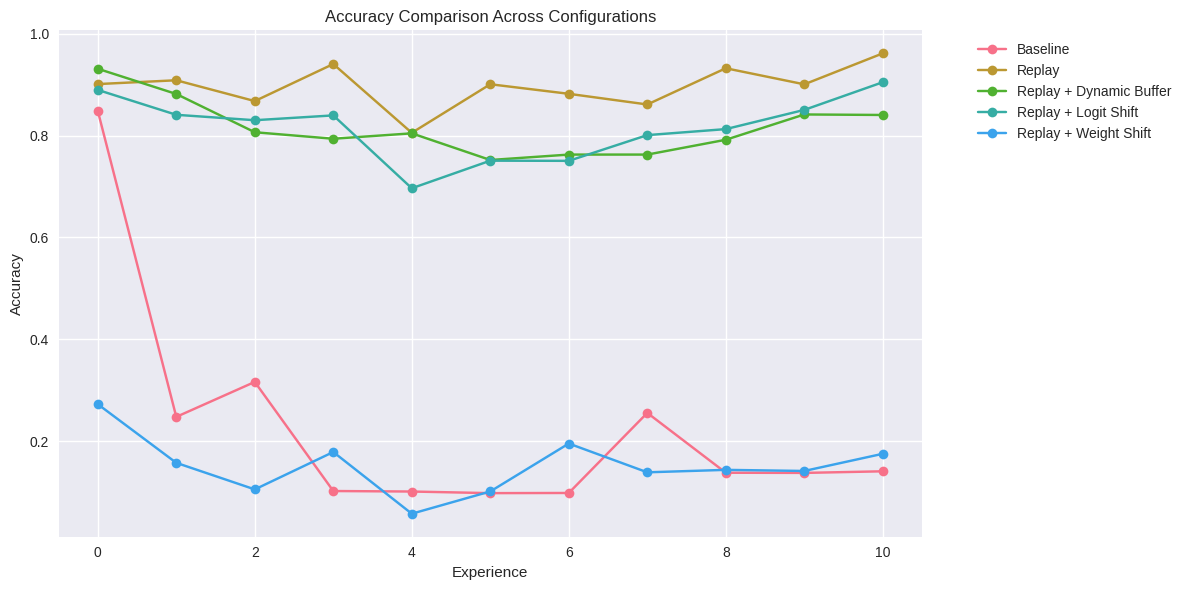 Accuracy Comparison Across Configurations
1.0
0.8
0.6
0.4
0.2
Accuracy
0
2
4
6
8
10
Experience
Baseline
Replay
Replay + Dynamic Buffer
Replay + Logit Shift
Replay + Weight Shift